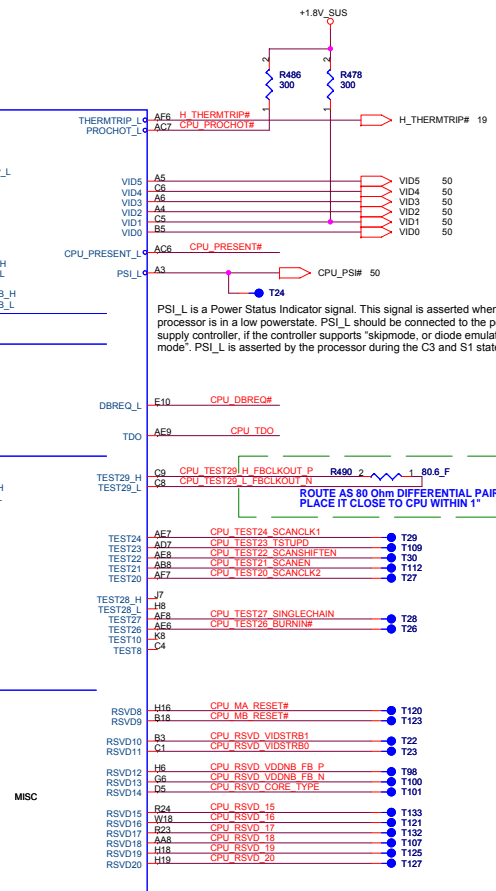 +1.8V_SUS
2
2
R486
300
R478
300
1
1
THERMTRIP_L AF6 H_THERMTRIP# H_THERMTRIP# 19
PROCHOT_L AC7 CPU_PROCHOT#
P_L
VID5 A5 VID5 50
VID4 C6 VID4 50
VID3 A6 VID3 50
VID2 A4 VID2 50
VID1 C5 VID1 50
VID0 B5 VID0 50
CPU_PRESENT_L AC6 CPU_PRESENT#
H
L
PSI_L A3 CPU_PSI# 50
B_H
B_L
T24
PSI_L is a Power Status Indicator signal. This signal is asserted when
processor is in a low powerstate. PSI_L should be connected to the po
supply controller, if the controller supports “skipmode, or diode emulat
mode”. PSI_L is asserted by the processor during the C3 and S1 state
DBREQ_L E10 CPU_DBREQ#
TDO AE9 CPU_TDO
TEST29_H C9 CPU_TEST29_H_FBCLKOUT_P R490 2 1 80.6_F
TEST29_L C8 CPU_TEST29_L_FBCLKOUT_N
H
L
ROUTE AS 80 Ohm DIFFERENTIAL PAIR
PLACE IT CLOSE TO CPU WITHIN 1"
TEST24 AE7 CPU_TEST24_SCANCLK1 T29
TEST23 AD7 CPU_TEST23_TSTUPD T109
TEST22 AE8 CPU_TEST22_SCANSHIFTEN T30
TEST21 AB8 CPU_TEST21_SCANEN T112
TEST20 AF7 CPU_TEST20_SCANCLK2 T27
TEST28_H J7
TEST28_L H8
TEST27 AF8 CPU_TEST27_SINGLECHAIN T28
TEST26 AE6 CPU_TEST26_BURNIN# T26
TEST10 K8
TEST8 C4
RSVD8 H16 CPU_MA_RESET# T120
RSVD9 B18 CPU_MB_RESET# T123
RSVD10 B3 CPU_RSVD_VIDSTRB1 T22
RSVD11 C1 CPU_RSVD_VIDSTRB0 T23
RSVD12 H6 CPU_RSVD_VDDNB_FB_P T98
RSVD13 G6 CPU_RSVD_VDDNB_FB_N T100
RSVD14 D5 CPU_RSVD_CORE_TYPE T101
MISC
RSVD15 R24 CPU_RSVD_15 T133
RSVD16 W18 CPU_RSVD_16 T121
RSVD17 R23 CPU_RSVD_17 T132
RSVD18 AA8 CPU_RSVD_18 T107
RSVD19 H18 CPU_RSVD_19 T125
RSVD20 H19 CPU_RSVD_20 T127